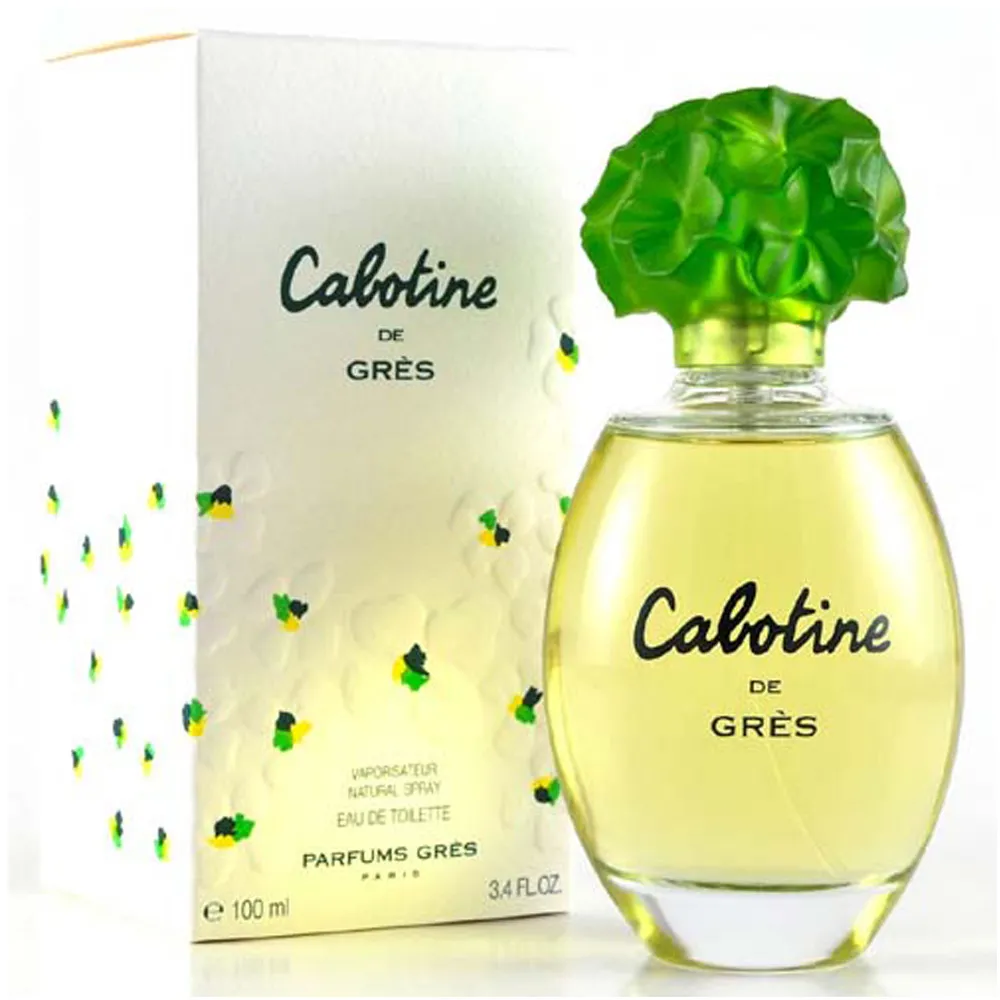 Cabotine
DE
GRÈS
VAPORISATEUR
NATURAL SPRAY
EAU DE TOILETTE
PARFUMS GRÈS
PARIS
℮ 100 ml
3.4 FL.OZ.
Cabotine
DE
GRÈS